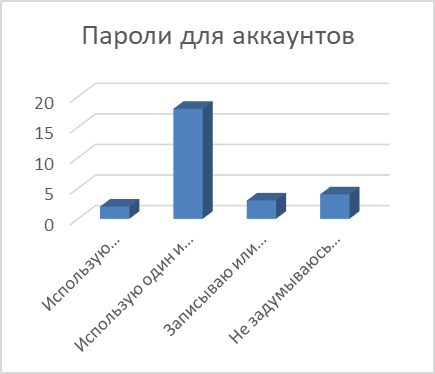 Пароли для аккаунтов
20
15
10
5
0
Использую...
Использую один и...
Записываю или...
Не задумываюсь...